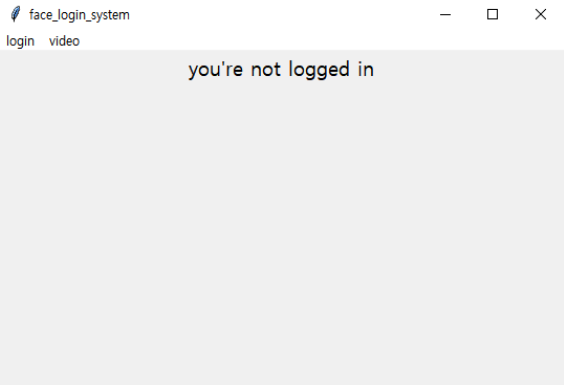 face_login_system
login video
you're not logged in